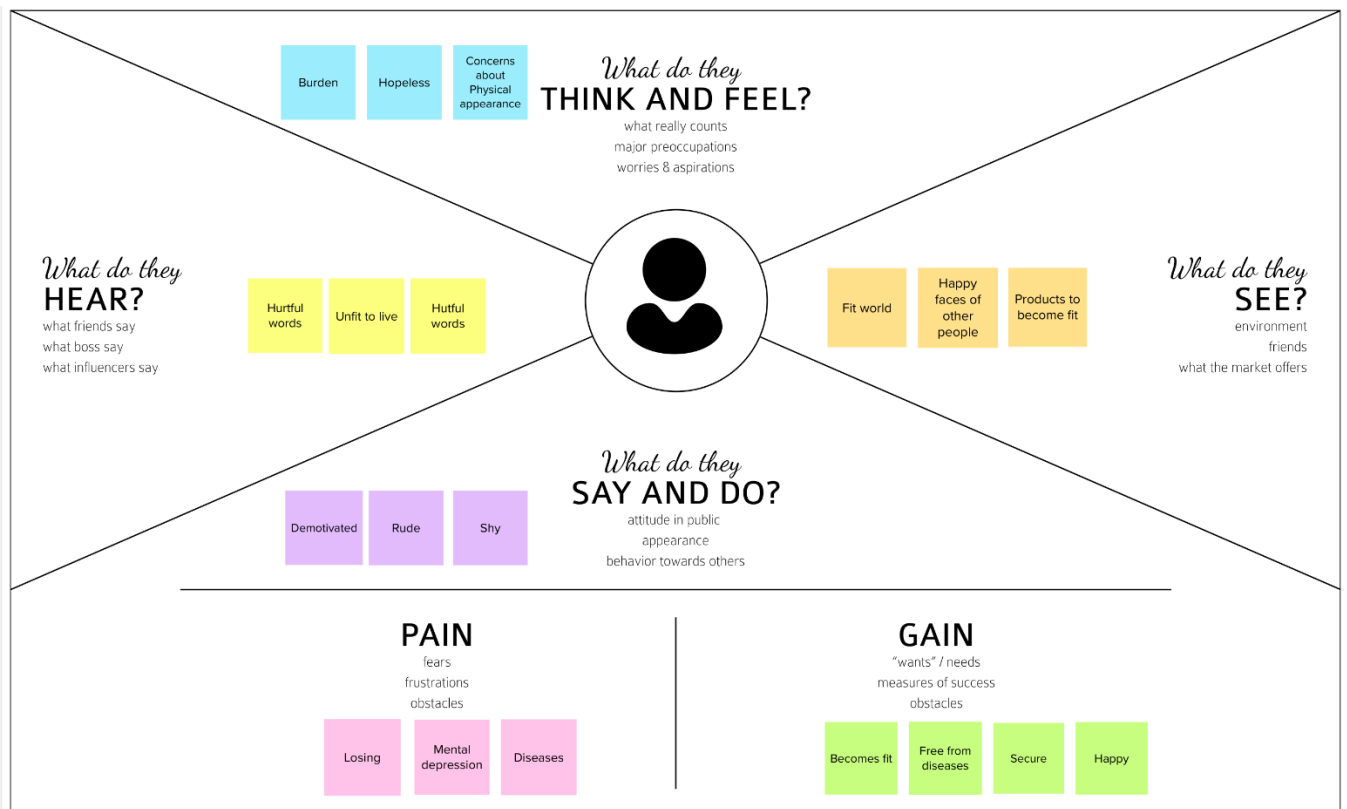 Burden
Hopeless
Concerns
about
Physical
appearance
What do they
THINK AND FEEL?
what really counts
major preoccupations
worries & aspirations
What do they
HEAR?
what friends say
what boss say
what influencers say
Hurtful
words
Unfit to live
Hutful
words
Fit world
Happy
faces of
other
people
Products to
become fit
What do they
SEE?
environment
friends
what the market offers
What do they
SAY AND DO?
attitude in public
appearance
behavior towards others
Demotivated
Rude
Shy
PAIN
fears
frustrations
obstacles
Losing
Mental
depression
Diseases
GAIN
"wants" / needs
measures of success
obstacles
Becomes fit
Free from
diseases
Secure
Happy